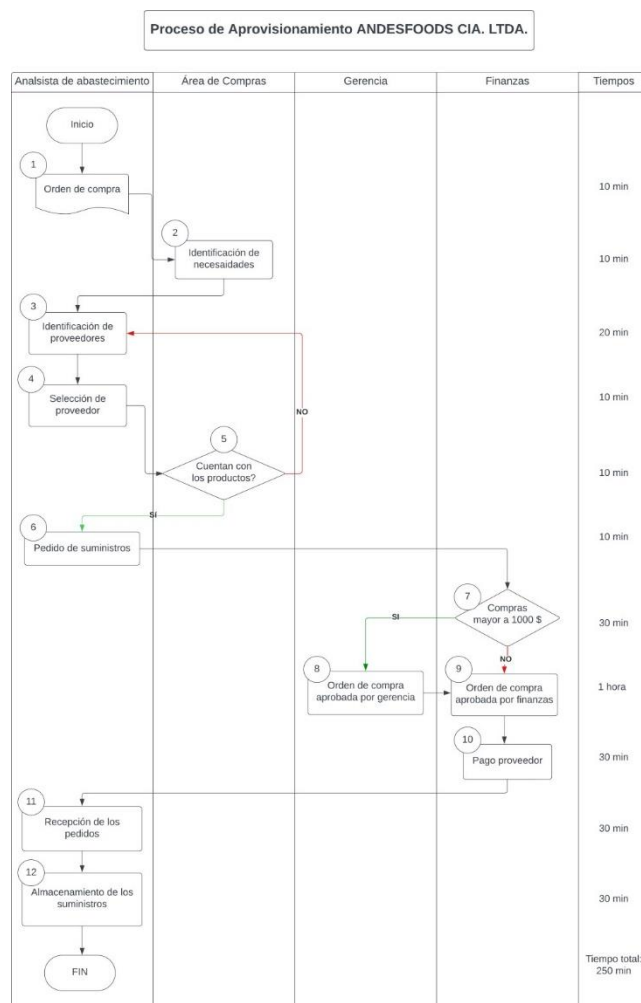 Proceso de Aprovisionamiento ANDESFOODS CIA. LTDA.
Analsista de abastecimiento
Área de Compras
Gerencia
Finanzas
Tiempos
Inicio
1
Orden de compra
10 min
2
Identificación de
necesaidades
10 min
3
Identificación de
proveedores
20 min
4
Selección de
proveedor
10 min
NO
5
Cuentan con
los productos?
10 min
Sí
6
Pedido de suministros
10 min
7
Compras
mayor a 1000 $
30 min
SI
NO
8
Orden de compra
aprobada por gerencia
9
Orden de compra
aprobada por finanzas
1 hora
10
Pago proveedor
30 min
11
Recepción de los
pedidos
30 min
12
Almacenamiento de los
suministros
30 min
FIN
Tiempo total:
250 min